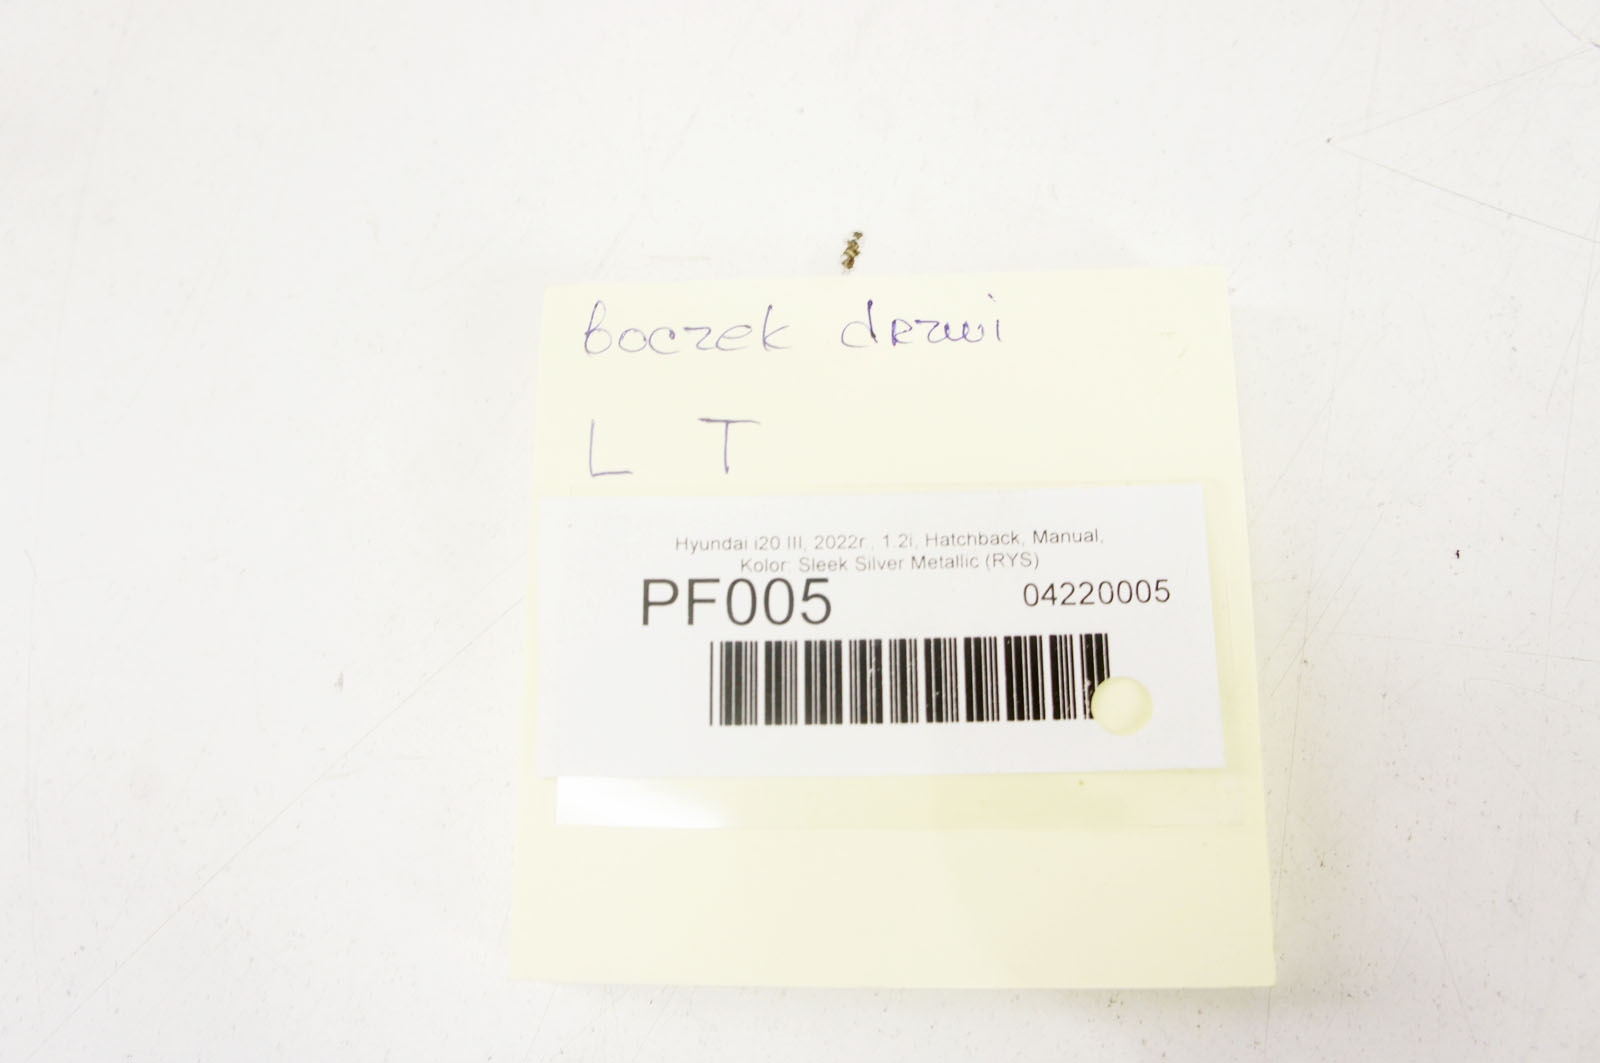 boczek drzwi
L T
Hyundai i20 III, 2022r., 1.2i, Hatchback, Manual,
Kolor: Sleek Silver Metallic (RYS)
PF005 04220005